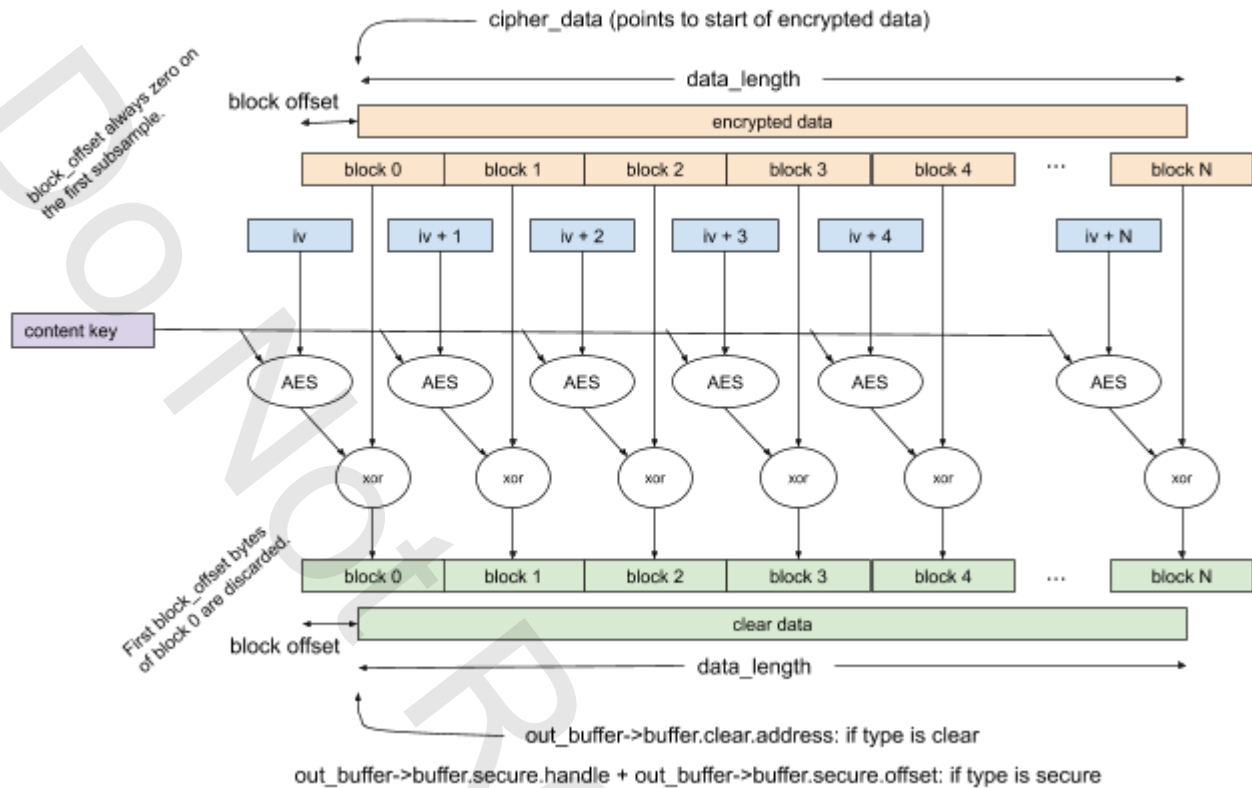 cipher_data (points to start of encrypted data)
block_offset always zero on
the first subsample.
data_length
block offset
encrypted data
block 0 block 1 block 2 block 3 block 4 ... block N
iv iv + 1 iv + 2 iv + 3 iv + 4 iv + N
content key
AES AES AES AES AES AES
xor xor xor xor xor xor
First block_offset bytes
of block 0 are discarded.
block 0 block 1 block 2 block 3 block 4 ... block N
clear data
block offset
data_length
out_buffer->buffer.clear.address: if type is clear
out_buffer->buffer.secure.handle + out_buffer->buffer.secure.offset: if type is secure
Do Not R